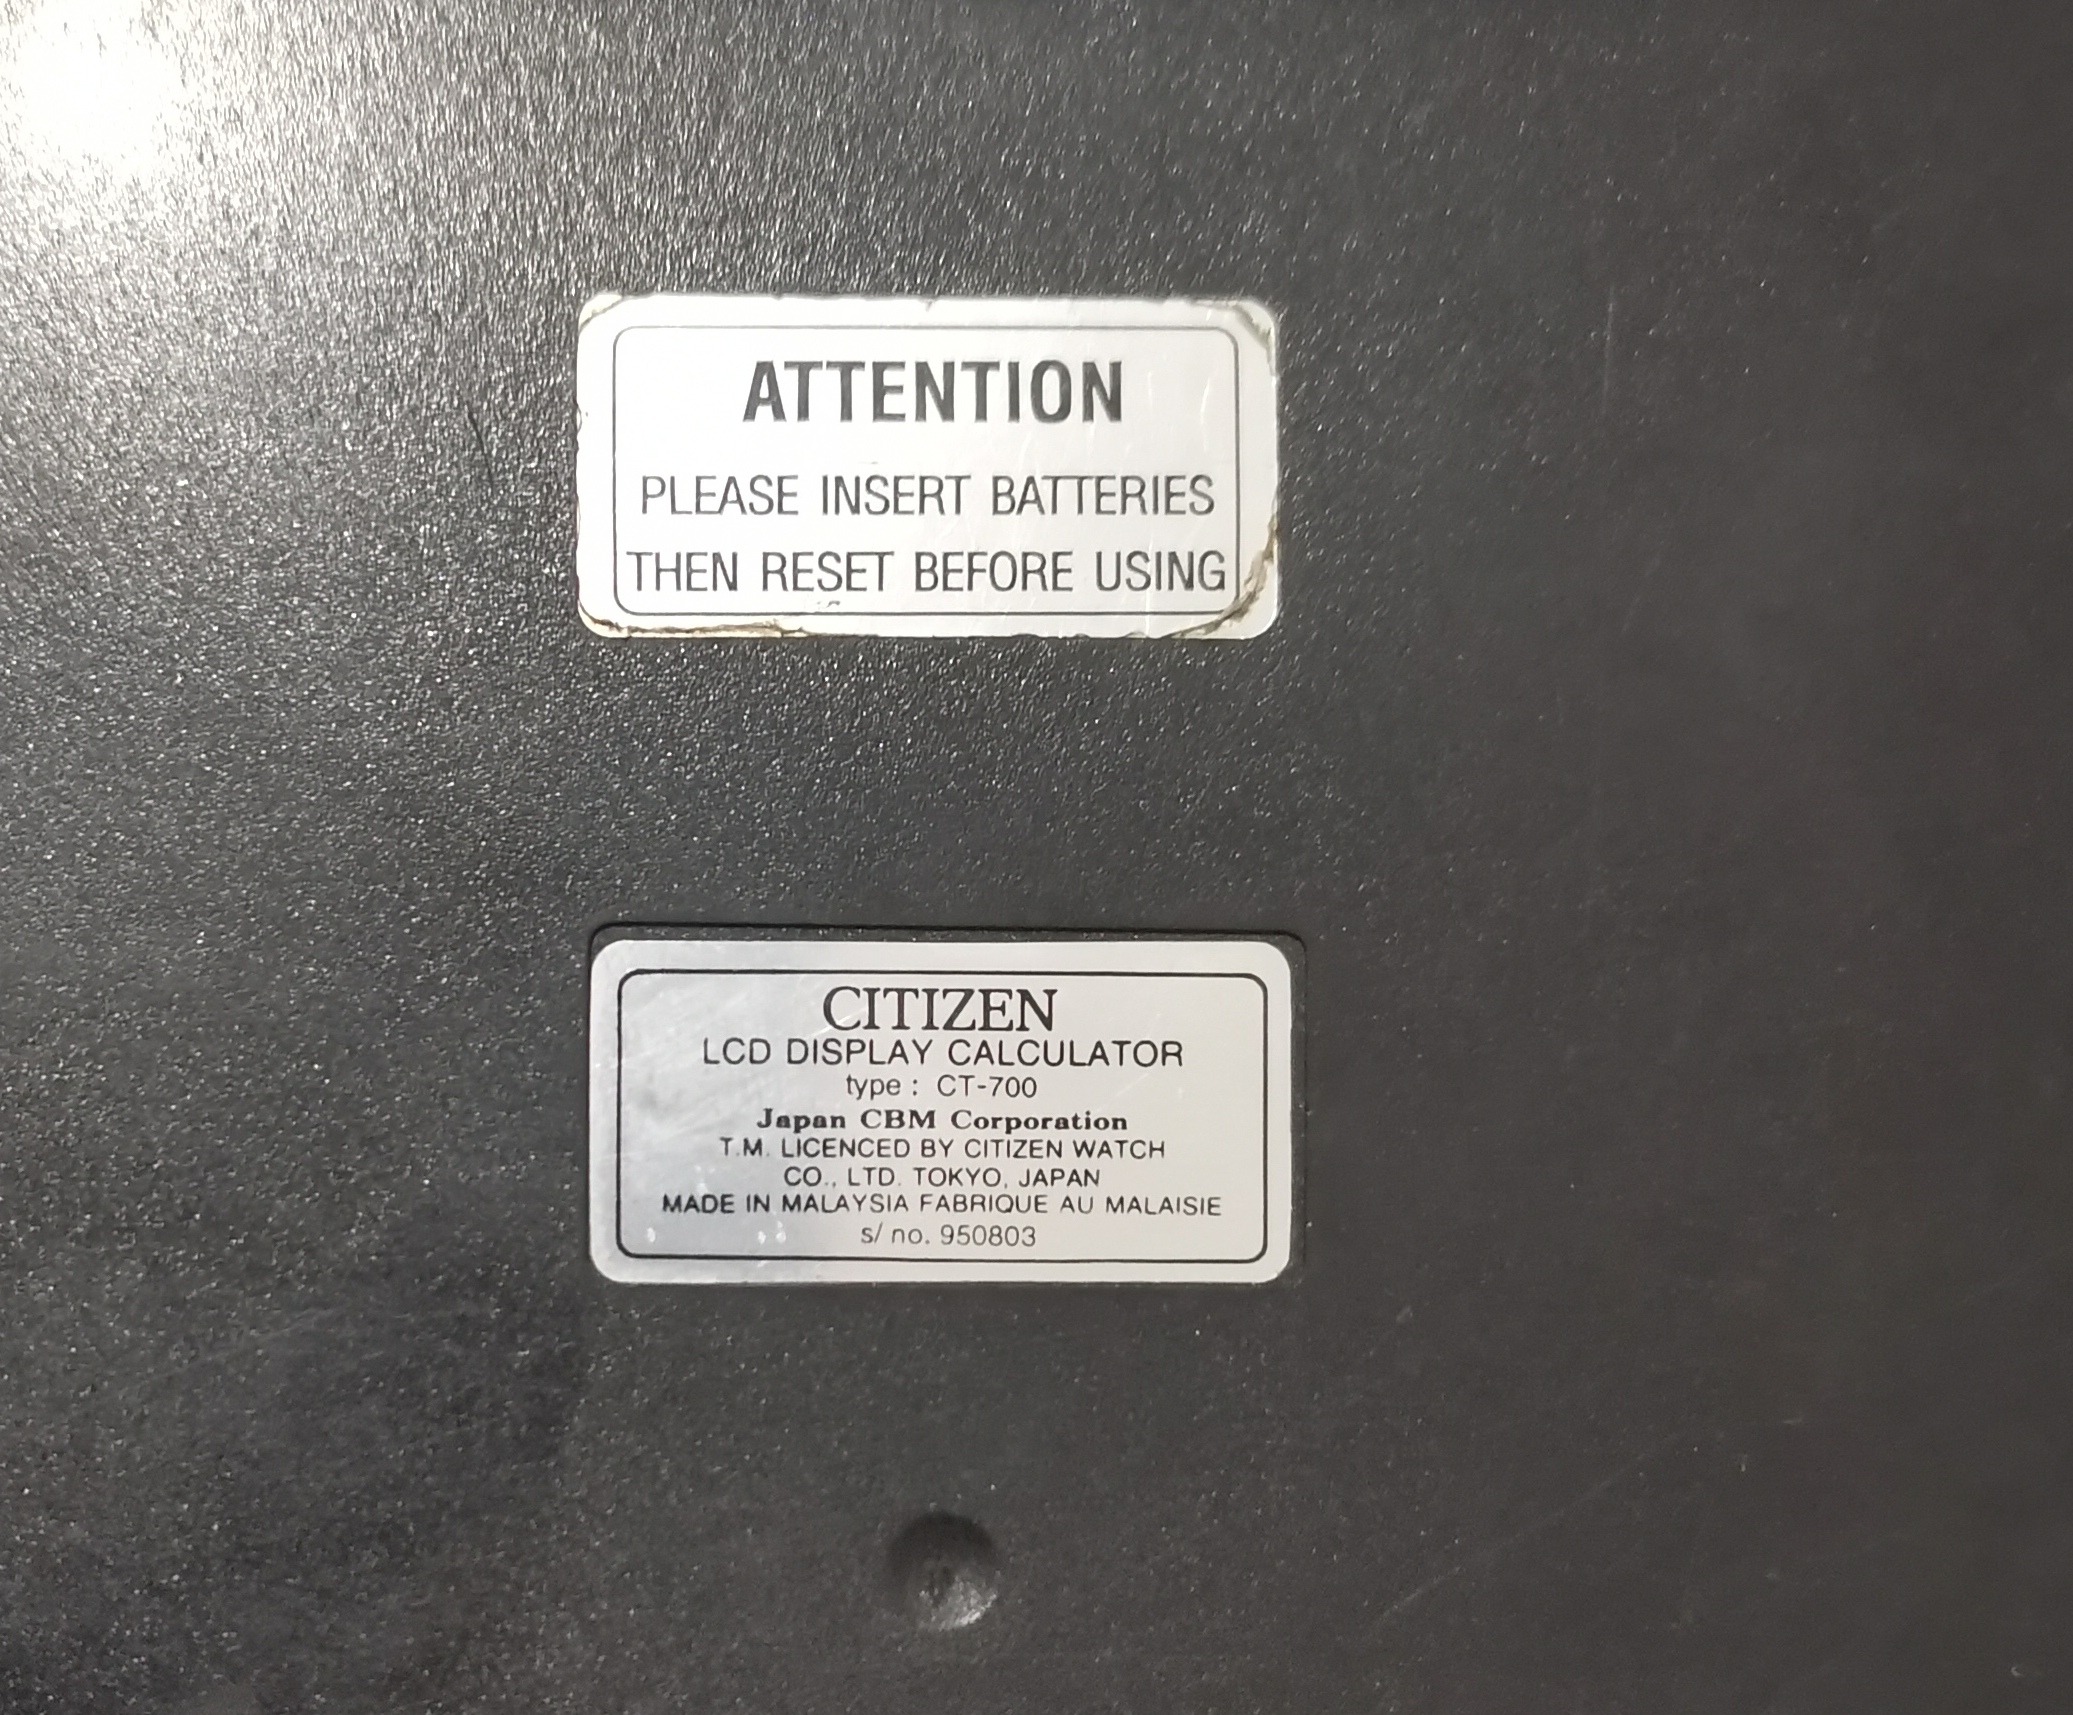 ATTENTION
PLEASE INSERT BATTERIES
THEN RESET BEFORE USING
CITIZEN
LCD DISPLAY CALCULATOR
type : CT-700
Japan CBM Corporation
T.M. LICENCED BY CITIZEN WATCH
CO., LTD. TOKYO, JAPAN
MADE IN MALAYSIA FABRIQUE AU MALAISIE
s/ no. 950803